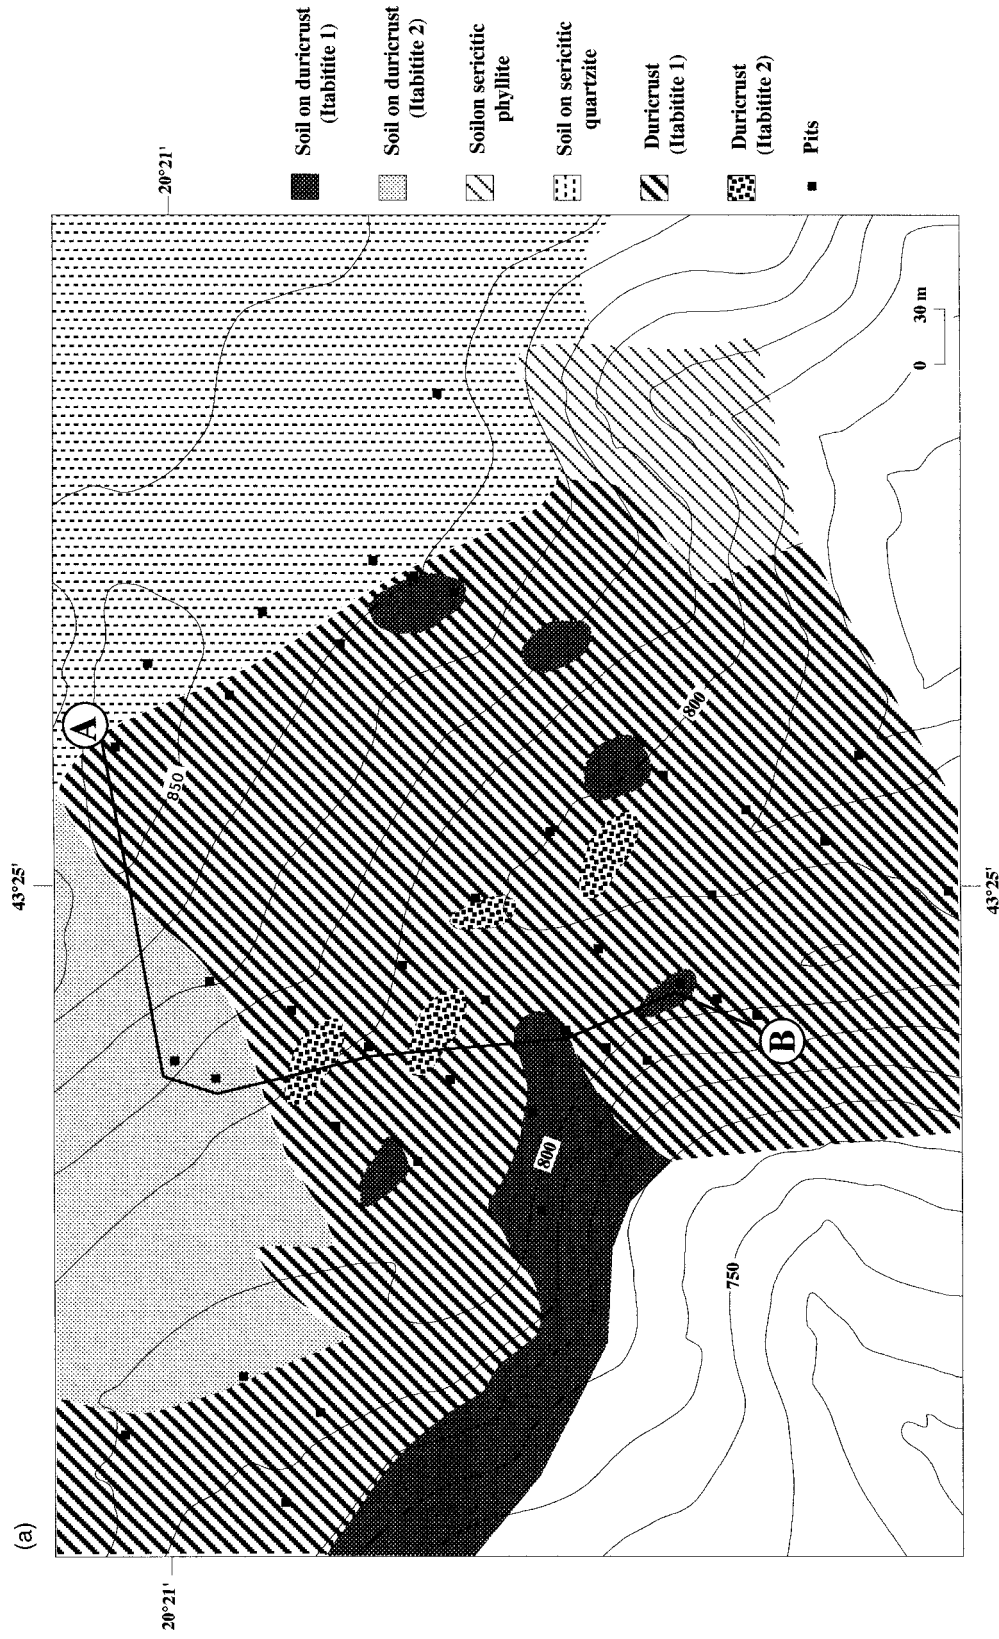 (a)
43°25'
20°21'
20°21'
A
850
800
800
B
750
0 30 m
43°25'
Soil on duricrust
(Itabitite 1)
Soil on duricrust
(Itabitite 2)
Soilon sericitic
phyllite
Soil on sericitic
quartzite
Duricrust
(Itabitite 1)
Duricrust
(Itabitite 2)
Pits